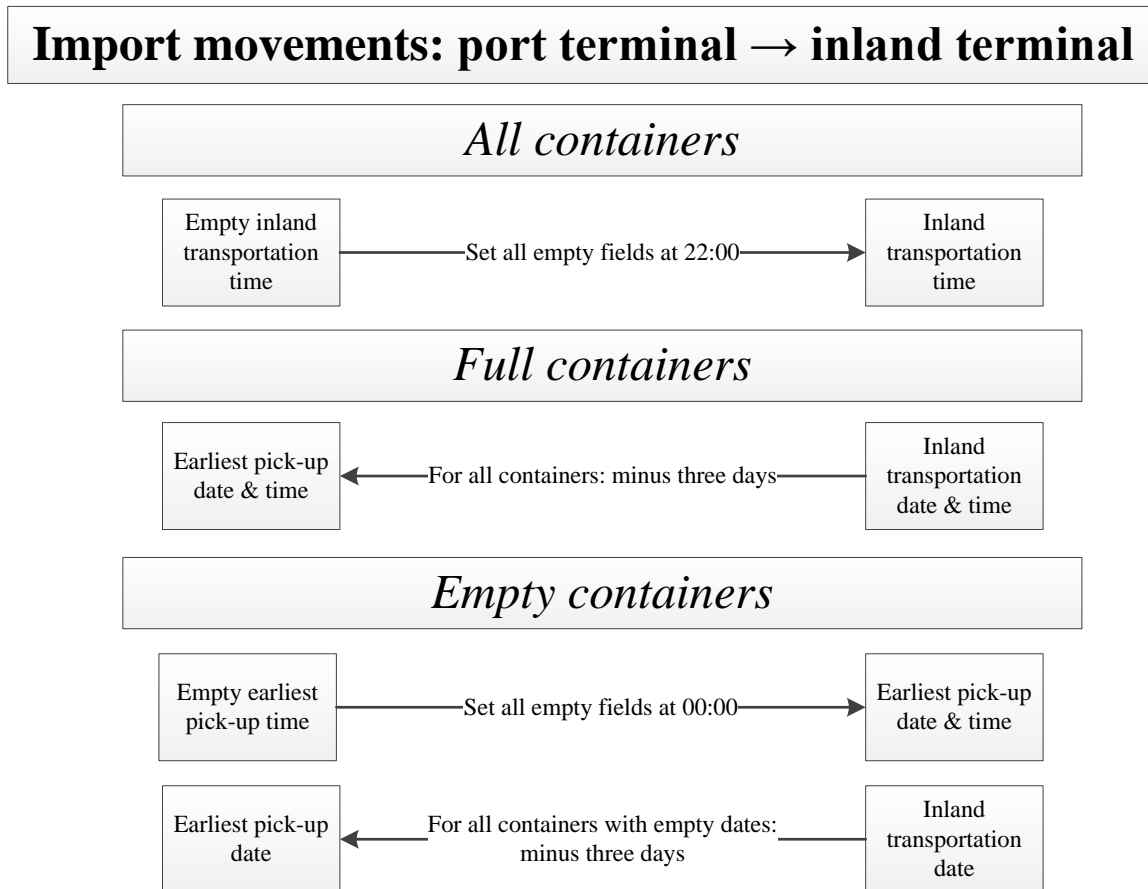 Import movements: port terminal → inland terminal
All containers
Empty inland
transportation
time
Set all empty fields at 22:00
Inland
transportation
time
Full containers
Earliest pick-up
date & time
For all containers: minus three days
Inland
transportation
date & time
Empty containers
Empty earliest
pick-up time
Set all empty fields at 00:00
Earliest pick-up
date & time
Earliest pick-up
date
For all containers with empty dates:
minus three days
Inland
transportation
date